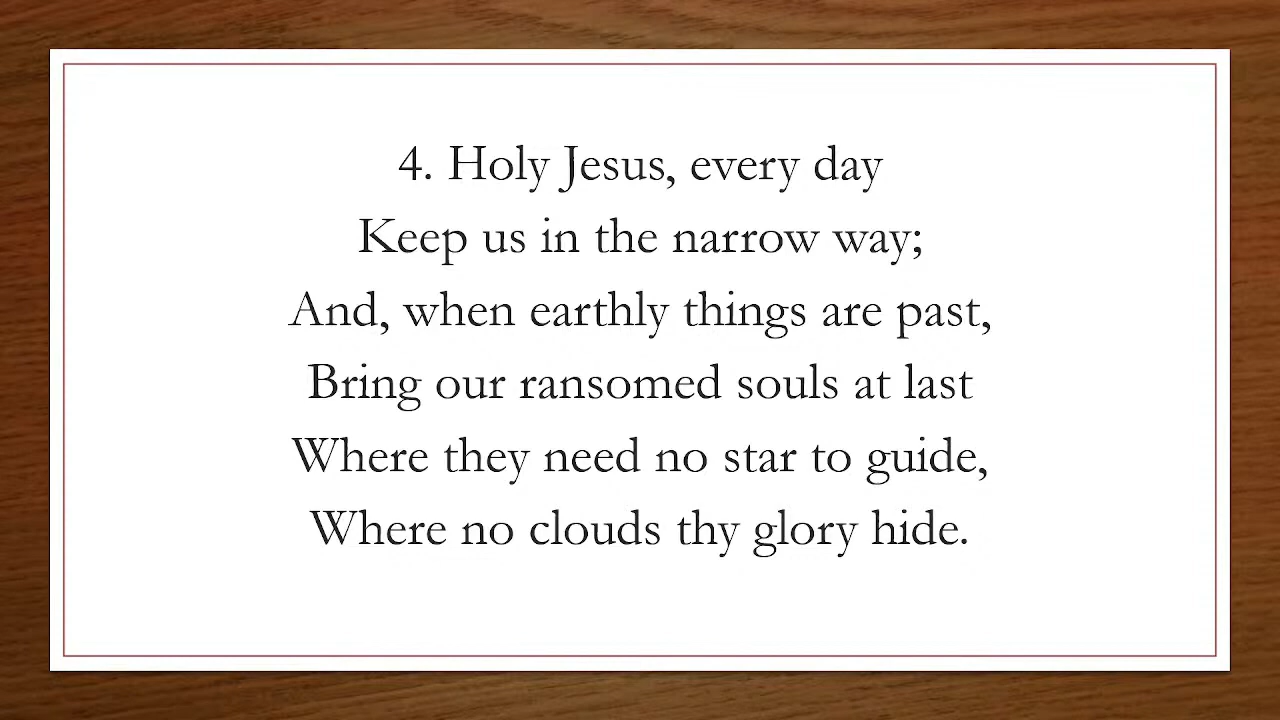 4. Holy Jesus, every day
Keep us in the narrow way;
And, when earthly things are past,
Bring our ransomed souls at last
Where they need no star to guide,
Where no clouds thy glory hide.